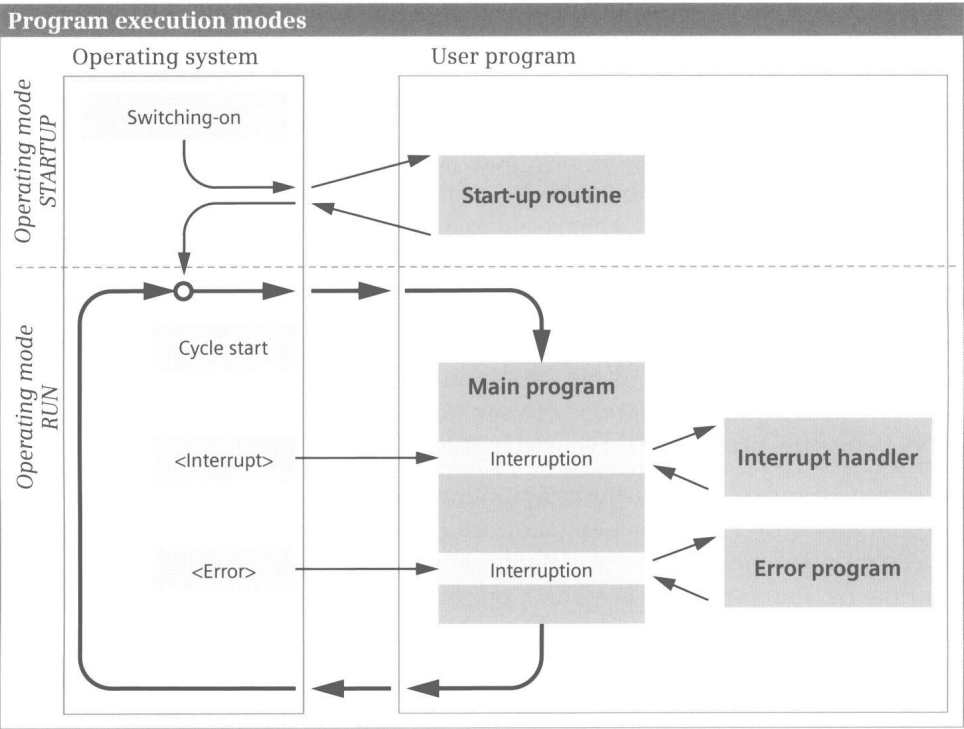 Program execution modes
Operating system
User program
Operating mode
STARTUP
Switching-on
Start-up routine
Operating mode
RUN
Cycle start
Main program
<Interrupt>
Interruption
Interrupt handler
<Error>
Interruption
Error program